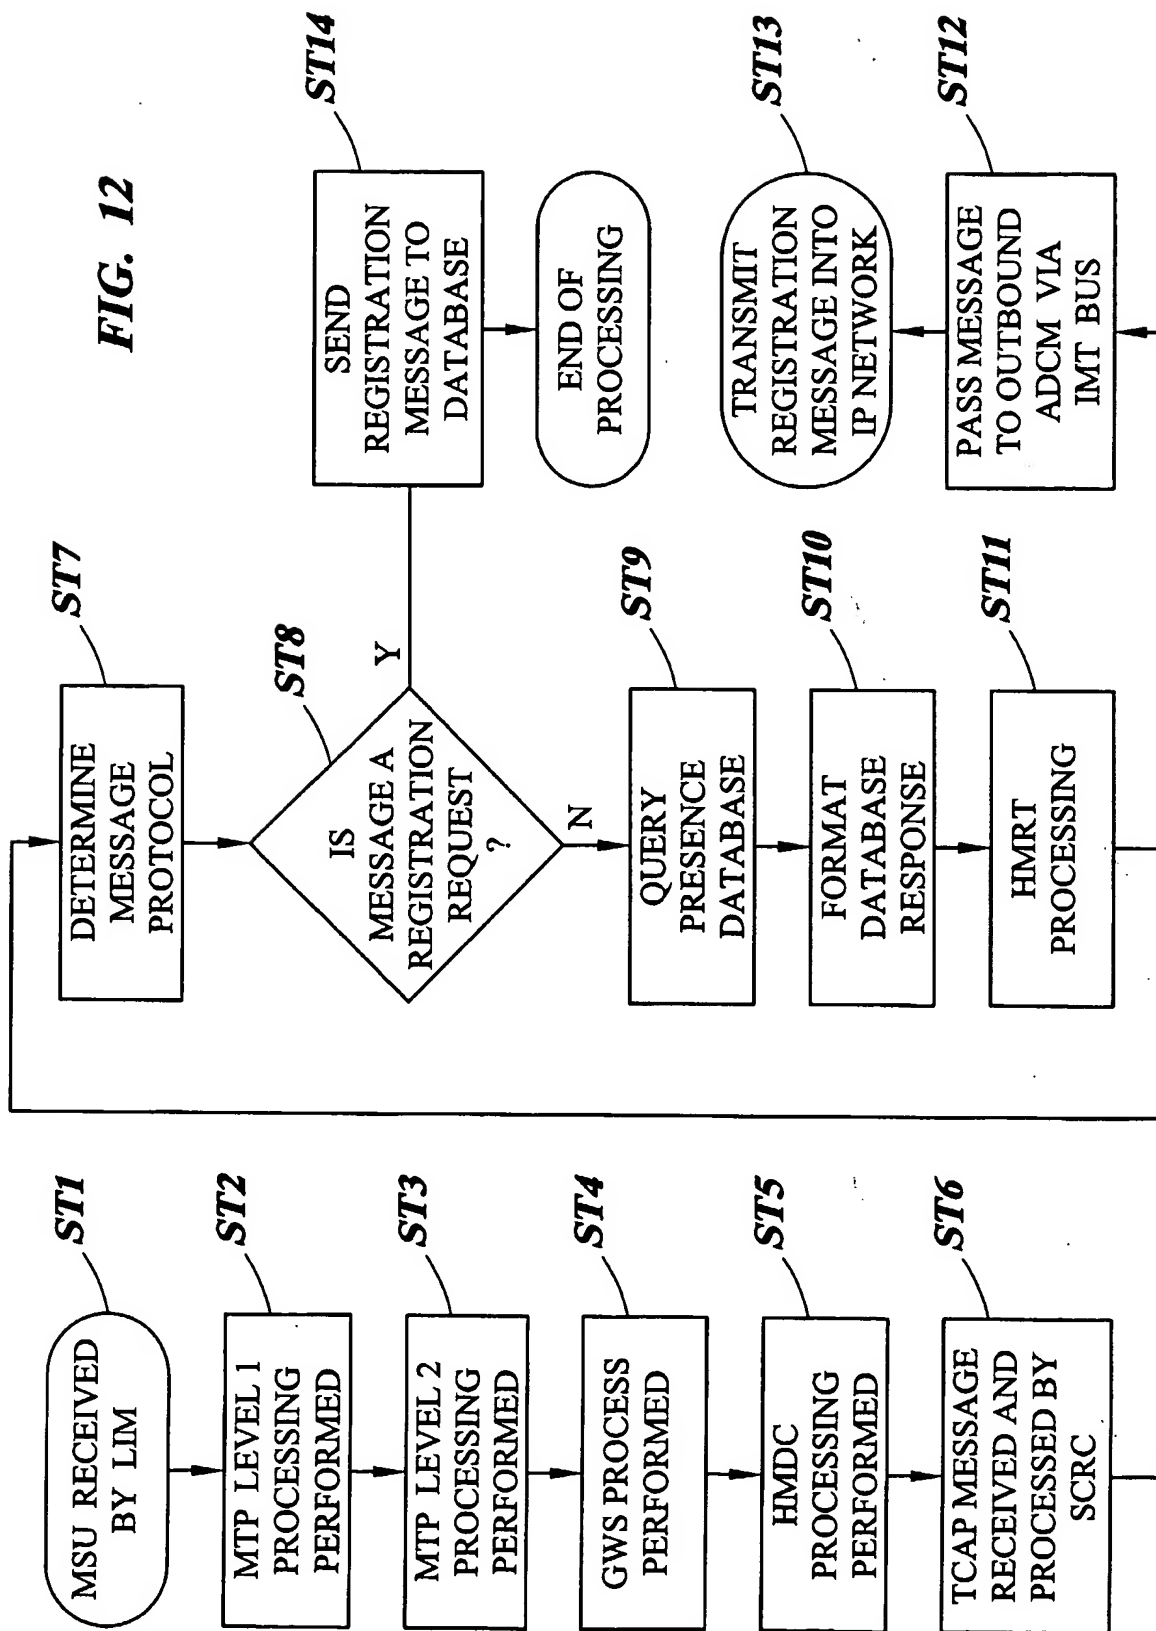 FIG. 12
ST1
MSU RECEIVED
BY LIM
ST2
MTP LEVEL 1
PROCESSING
PERFORMED
ST3
MTP LEVEL 2
PROCESSING
PERFORMED
ST4
GWS PROCESS
PERFORMED
ST5
HMDC
PROCESSING
PERFORMED
ST6
TCAP MESSAGE
RECEIVED AND
PROCESSED BY
SCRC
ST7
DETERMINE
MESSAGE
PROTOCOL
ST8
IS
MESSAGE A
REGISTRATION
REQUEST
?
Y
N
ST9
QUERY
PRESENCE
DATABASE
ST10
FORMAT
DATABASE
RESPONSE
ST11
HMRT
PROCESSING
ST14
SEND
REGISTRATION
MESSAGE TO
DATABASE
END OF
PROCESSING
ST13
TRANSMIT
REGISTRATION
MESSAGE INTO
IP NETWORK
ST12
PASS MESSAGE
TO OUTBOUND
ADCM VIA
IMT BUS